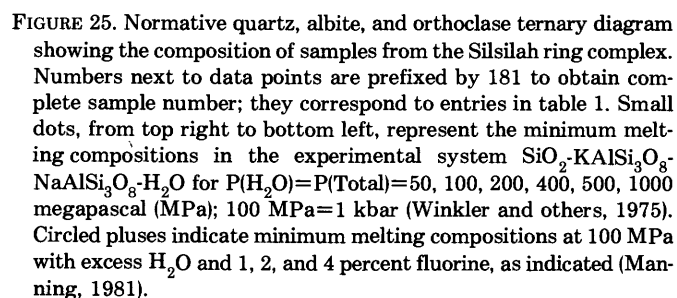 FIGURE 25. Normative quartz, albite, and orthoclase ternary diagram
showing the composition of samples from the Silsilah ring complex.
Numbers next to data points are prefixed by 181 to obtain com-
plete sample number; they correspond to entries in table 1. Small
dots, from top right to bottom left, represent the minimum melt-
ing compositions in the experimental system SiO₂-KAlSi₃O₈-
NaAlSi₃O₈-H₂O for P(H₂O)=P(Total)=50, 100, 200, 400, 500, 1000
megapascal (MPa); 100 MPa=1 kbar (Winkler and others, 1975).
Circled pluses indicate minimum melting compositions at 100 MPa
with excess H₂O and 1, 2, and 4 percent fluorine, as indicated (Man-
ning, 1981).